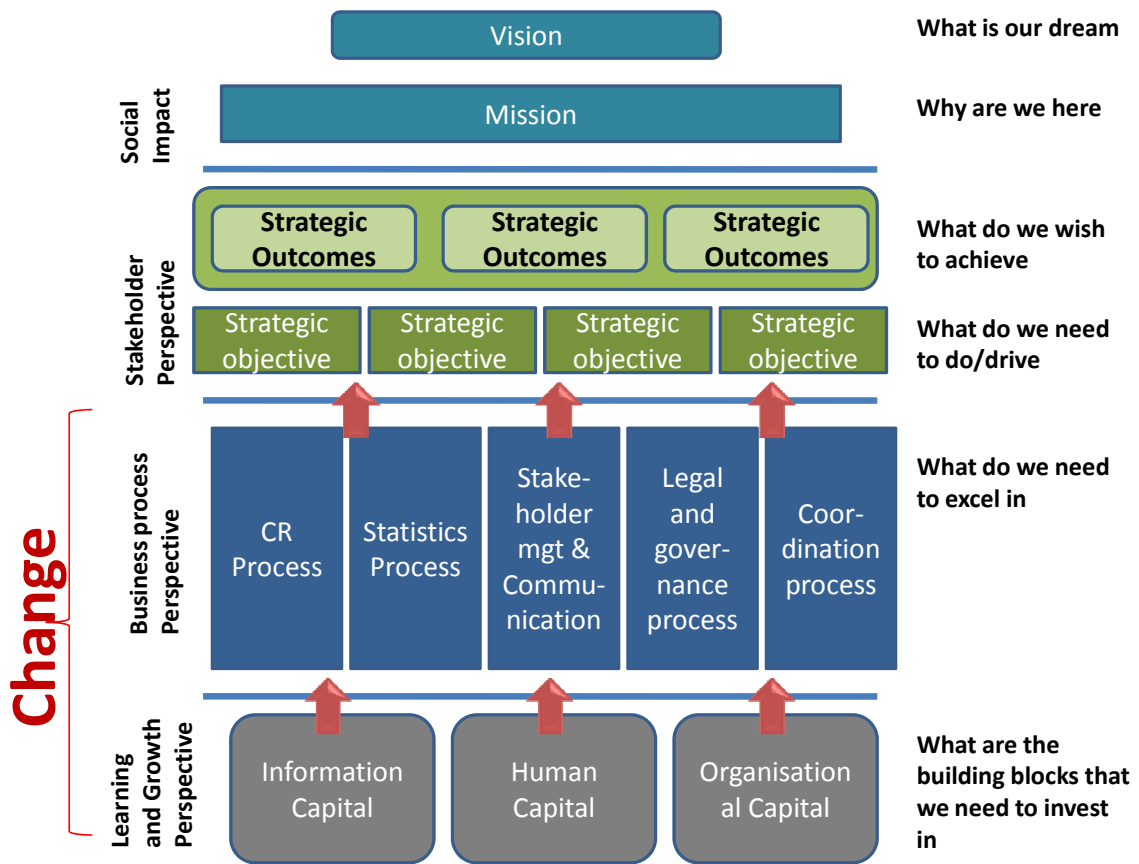 Vision
What is our dream
Social
Impact
Mission
Why are we here
Stakeholder
Perspective
Strategic
Outcomes
Strategic
Outcomes
Strategic
Outcomes
What do we wish
to achieve
Strategic
objective
Strategic
objective
Strategic
objective
Strategic
objective
What do we need
to do/drive
Change
Business process
Perspective
CR
Process
Statistics
Process
Stake-
holder
mgt &
Commu-
nication
Legal
and
gover-
nance
process
Coor-
dination
process
What do we need
to excel in
Learning
and Growth
Perspective
Information
Capital
Human
Capital
Organisation
al Capital
What are the
building blocks that
we need to invest
in